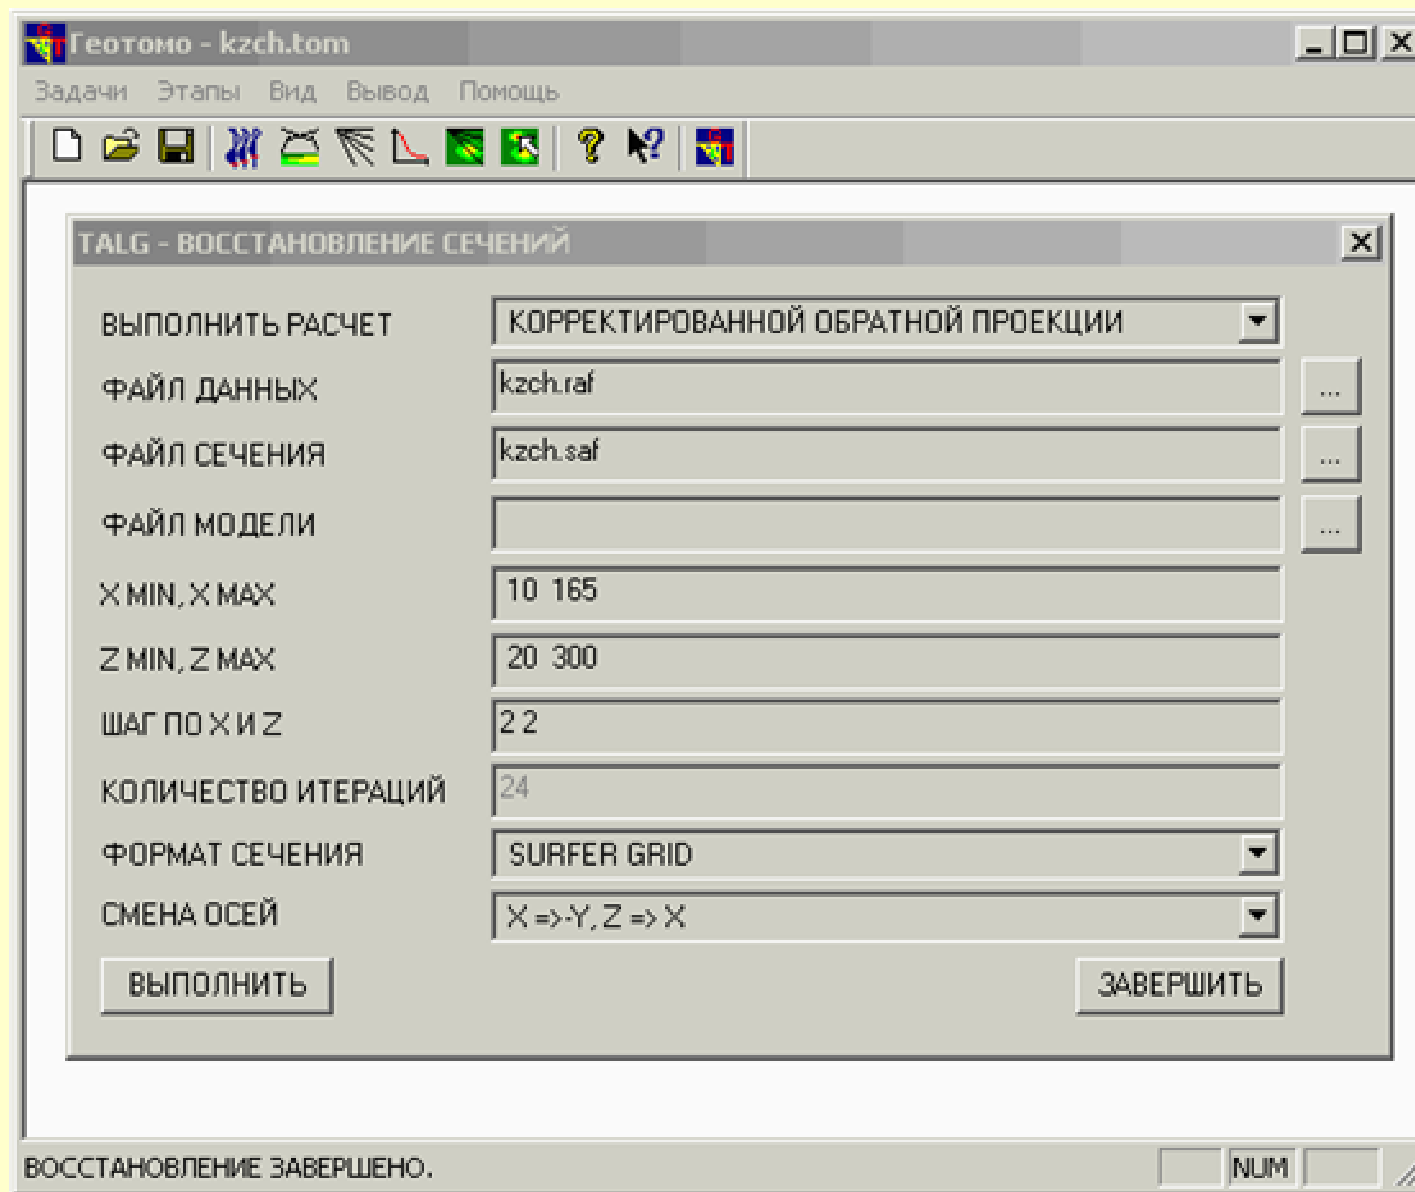 Геотомо - kzch.tom
Задачи Этапы Вид Вывод Помощь
TALG - ВОССТАНОВЛЕНИЕ СЕЧЕНИЙ
ВЫПОЛНИТЬ РАСЧЕТ КОРРЕКТИРОВАННОЙ ОБРАТНОЙ ПРОЕКЦИИ
ФАЙЛ ДАННЫХ kzch.raf ...
ФАЙЛ СЕЧЕНИЯ kzch.saf ...
ФАЙЛ МОДЕЛИ ...
X MIN, X MAX 10 165
Z MIN, Z MAX 20 300
ШАГ ПО X И Z 2 2
КОЛИЧЕСТВО ИТЕРАЦИЙ 24
ФОРМАТ СЕЧЕНИЯ SURFER GRID
СМЕНА ОСЕЙ X =>-Y, Z => X
ВЫПОЛНИТЬ ЗАВЕРШИТЬ
ВОССТАНОВЛЕНИЕ ЗАВЕРШЕНО. NUM